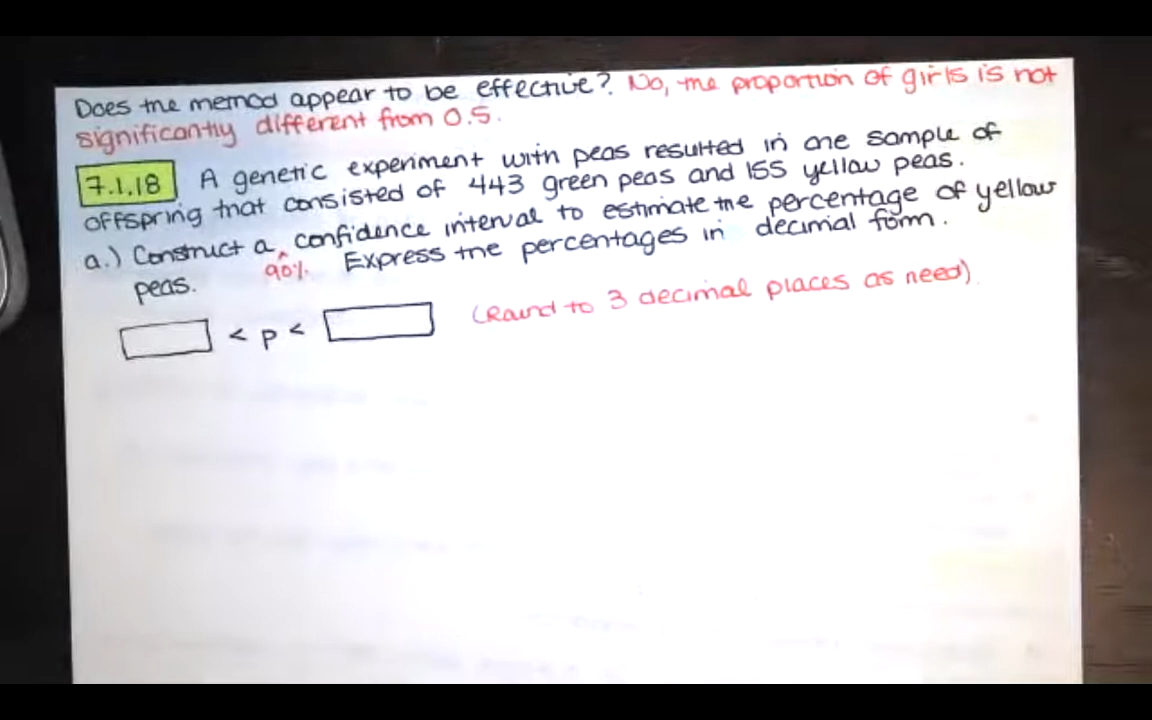 Does the method appear to be effective? No, the proportion of girls is not
significantly different from 0.5.
7.1.18 A genetic experiment with peas resulted in one sample of
offspring that consisted of 443 green peas and 155 yellow peas.
a.) Construct a ^ confidence interval to estimate the percentage of yellow
90%
peas. Express the percentages in decimal form.
< p < (Round to 3 decimal places as need)